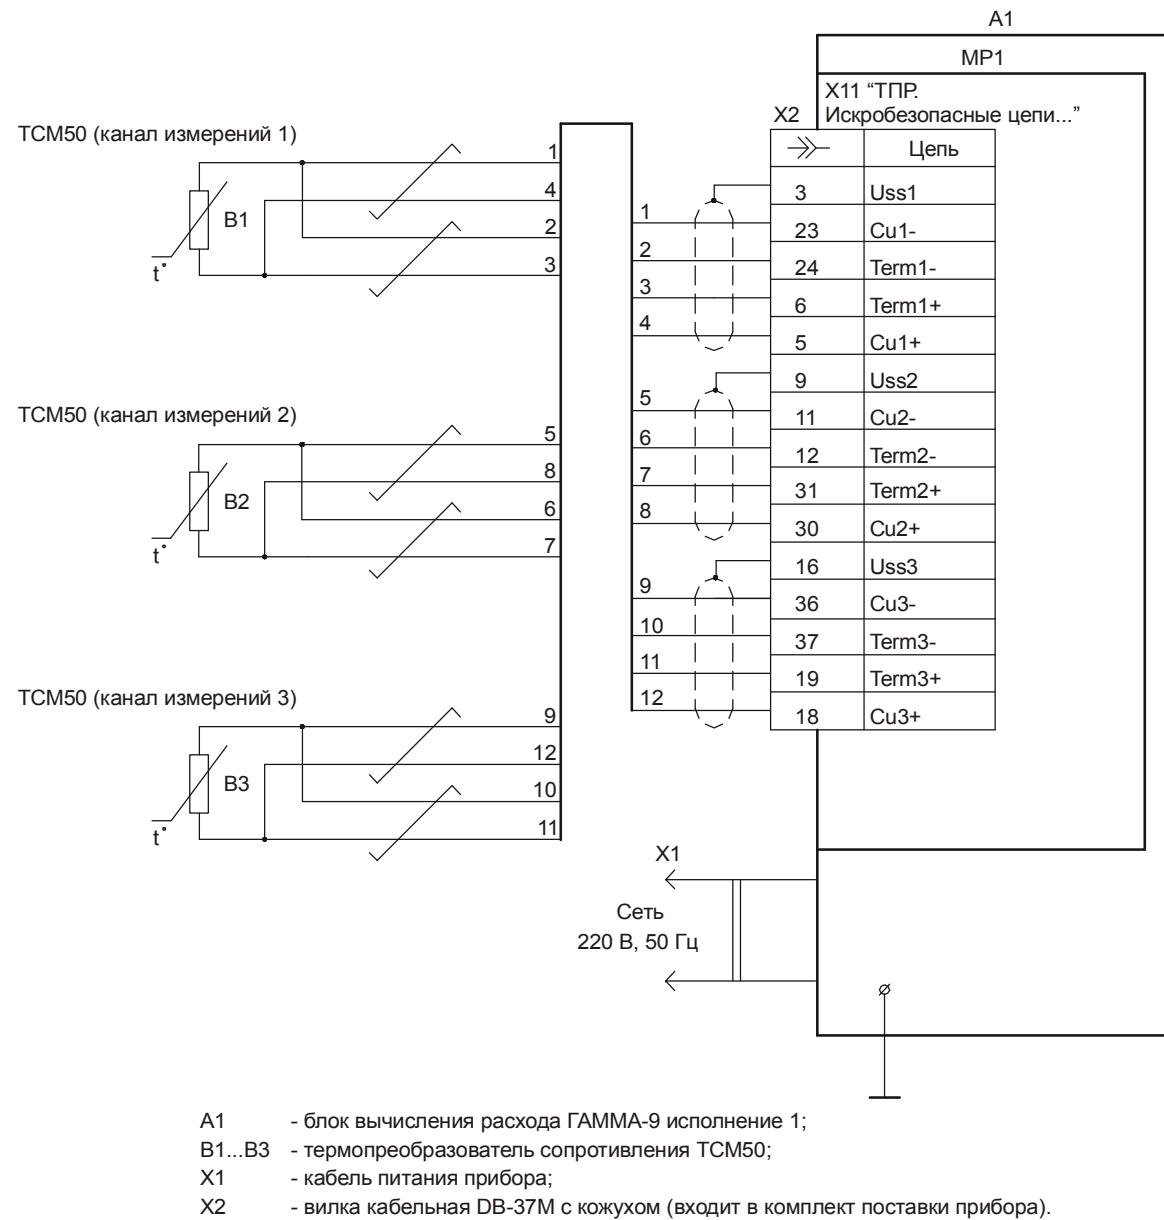 A1
MP1
X11 “ТПР.
X2 Искробезопасные цепи...”
Цепь
ТСМ50 (канал измерений 1)
B1
t°
1
4
2
3
ТСМ50 (канал измерений 2)
B2
t°
5
8
6
7
ТСМ50 (канал измерений 3)
B3
t°
9
12
10
11
1
2
3
4
5
6
7
8
9
10
11
12
3 Uss1
23 Cu1-
24 Term1-
6 Term1+
5 Cu1+
9 Uss2
11 Cu2-
12 Term2-
31 Term2+
30 Cu2+
16 Uss3
36 Cu3-
37 Term3-
19 Term3+
18 Cu3+
X1
Сеть
220 В, 50 Гц
A1 - блок вычисления расхода ГАММА-9 исполнение 1;
B1...B3 - термопреобразователь сопротивления ТСМ50;
X1 - кабель питания прибора;
X2 - вилка кабельная DB-37M с кожухом (входит в комплект поставки прибора).